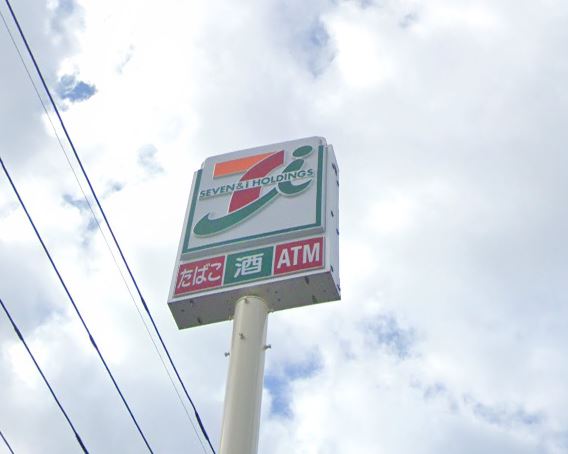 SEVEN&i HOLDINGS
たばこ 酒 ATM